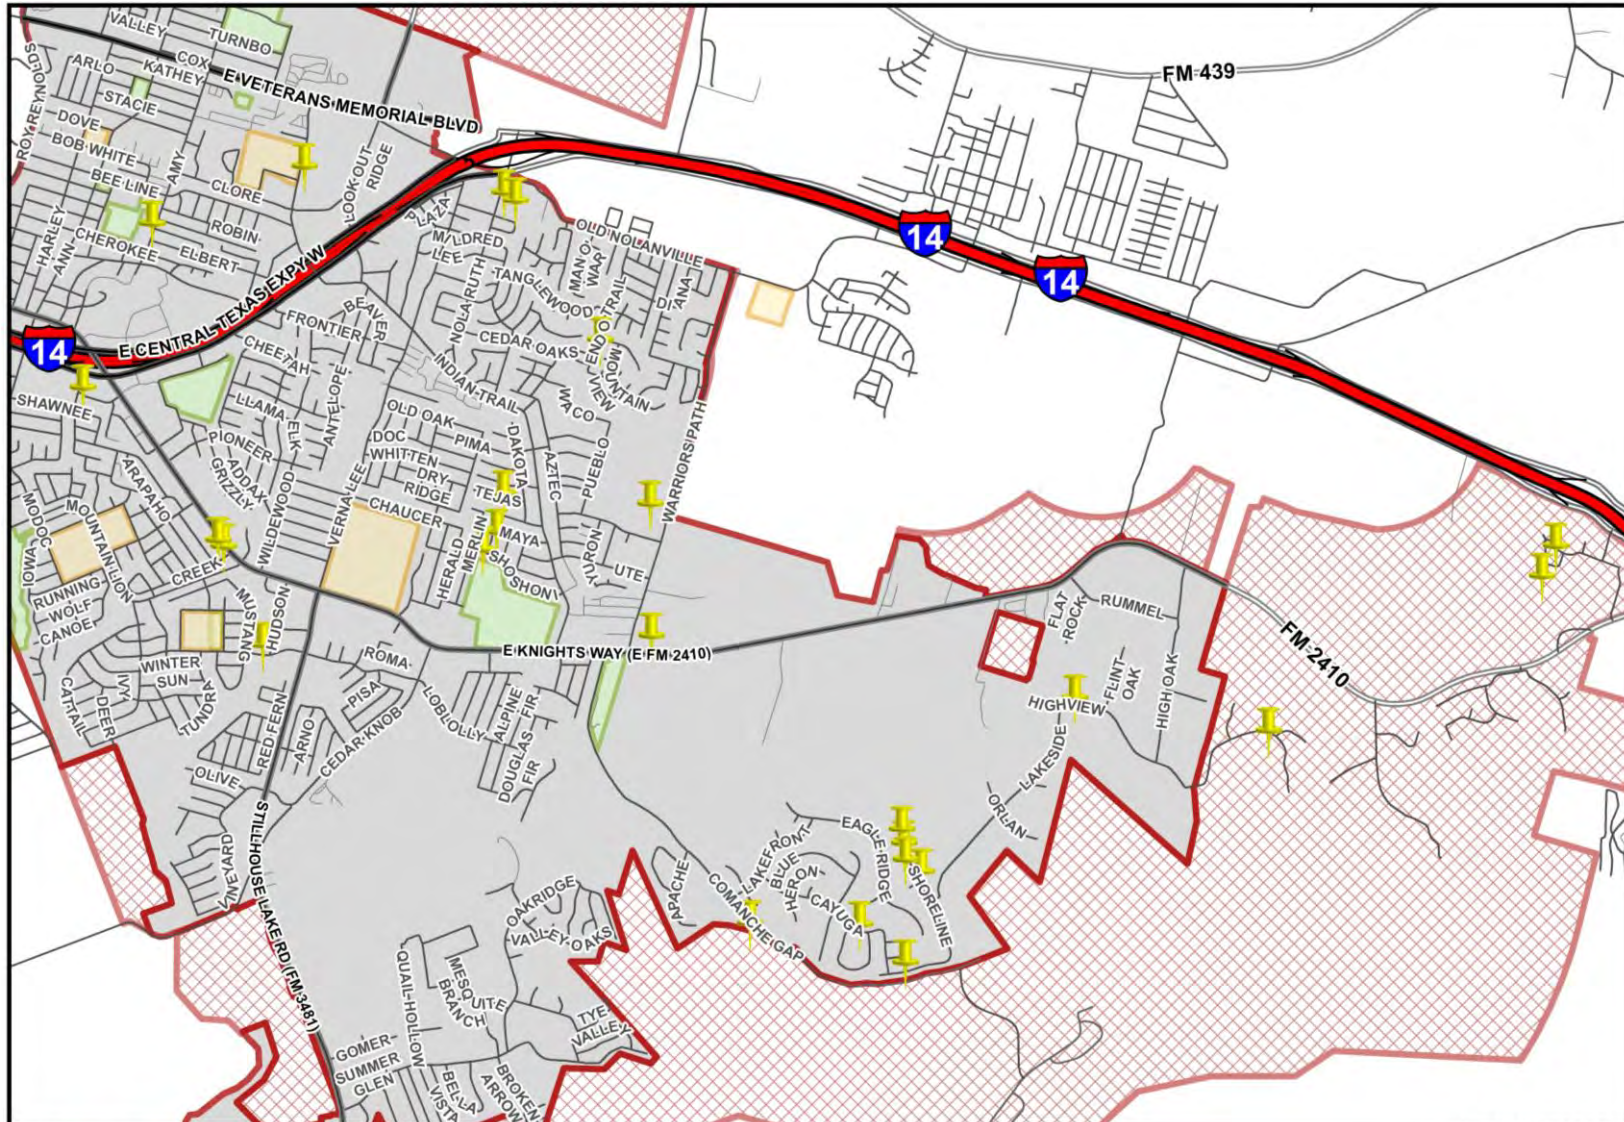 VALLEY
TURNBO
COX
KATHEY
ARLO
STACIE
E VETERANS MEMORIAL BLVD
FM 439
ROY REYNOLDS
DOVE
BOB WHITE
BEE LINE
AMY
CLORE
LOOK OUT
RIDGE
HARLEY
ANN
CHEROKEE
ROBIN
ELBERT
PLAZA
MILDRED
LEE
NOLA RUTH
TANGLEWOOD
MAN O
WAR
OLD NOLANVILLE
DIANA
14
14
14
E CENTRAL TEXAS EXPY W
BEAVER
FRONTIER
CHEETAH
CEDAR OAKS
MOUNTAIN
VIEW
END O TRAIL
INDIAN TRAIL
WACO
SHAWNEE
LLAMA
ELK
ANTELOPE
OLD OAK
PIMA
DOC
WHITTEN
DRY
RIDGE
TEJAS
DAKOTA
AZTEC
PUEBLO
WARRIORS PATH
PIONEER
ADDAX
GRIZZLY
WILDEWOOD
VERNA LEE
CHAUCER
ARAPAHO
MODOC
MOUNTAIN LION
IOWA
HERALD
MERLIN
MAYA
SHOSHONI
YURON
UTE
RUNNING
WOLF
CANOE
CREEK
MUSTANG
HUDSON
E KNIGHTS WAY (E FM 2410)
FLAT
ROCK
RUMMEL
FM 2410
WINTER
SUN
CATTAIL
DEER
IVY
TUNDRA
ROMA
PISA
LOBLOLLY
ALPINE
DOUGLAS FIR
FIR
RED FERN
ARNO
CEDAR KNOB
HIGHVIEW
FLINT
OAK
HIGH OAK
LAKESIDE
ORLAN
OLIVE
VINEYARD
STILLHOUSE LAKE RD (FM 3481)
APACHE
LAKEFRONT
BLUE
HERON
EAGLE RIDGE
SHORELINE
CAYUGA
COMANCHE GAP
OAKRIDGE
VALLEY OAKS
QUAIL HOLLOW
MESQUITE
BRANCH
TYE
VALLEY
GOMER
SUMMER
GLEN
BELLA
VISTA
BROKEN
ARROW